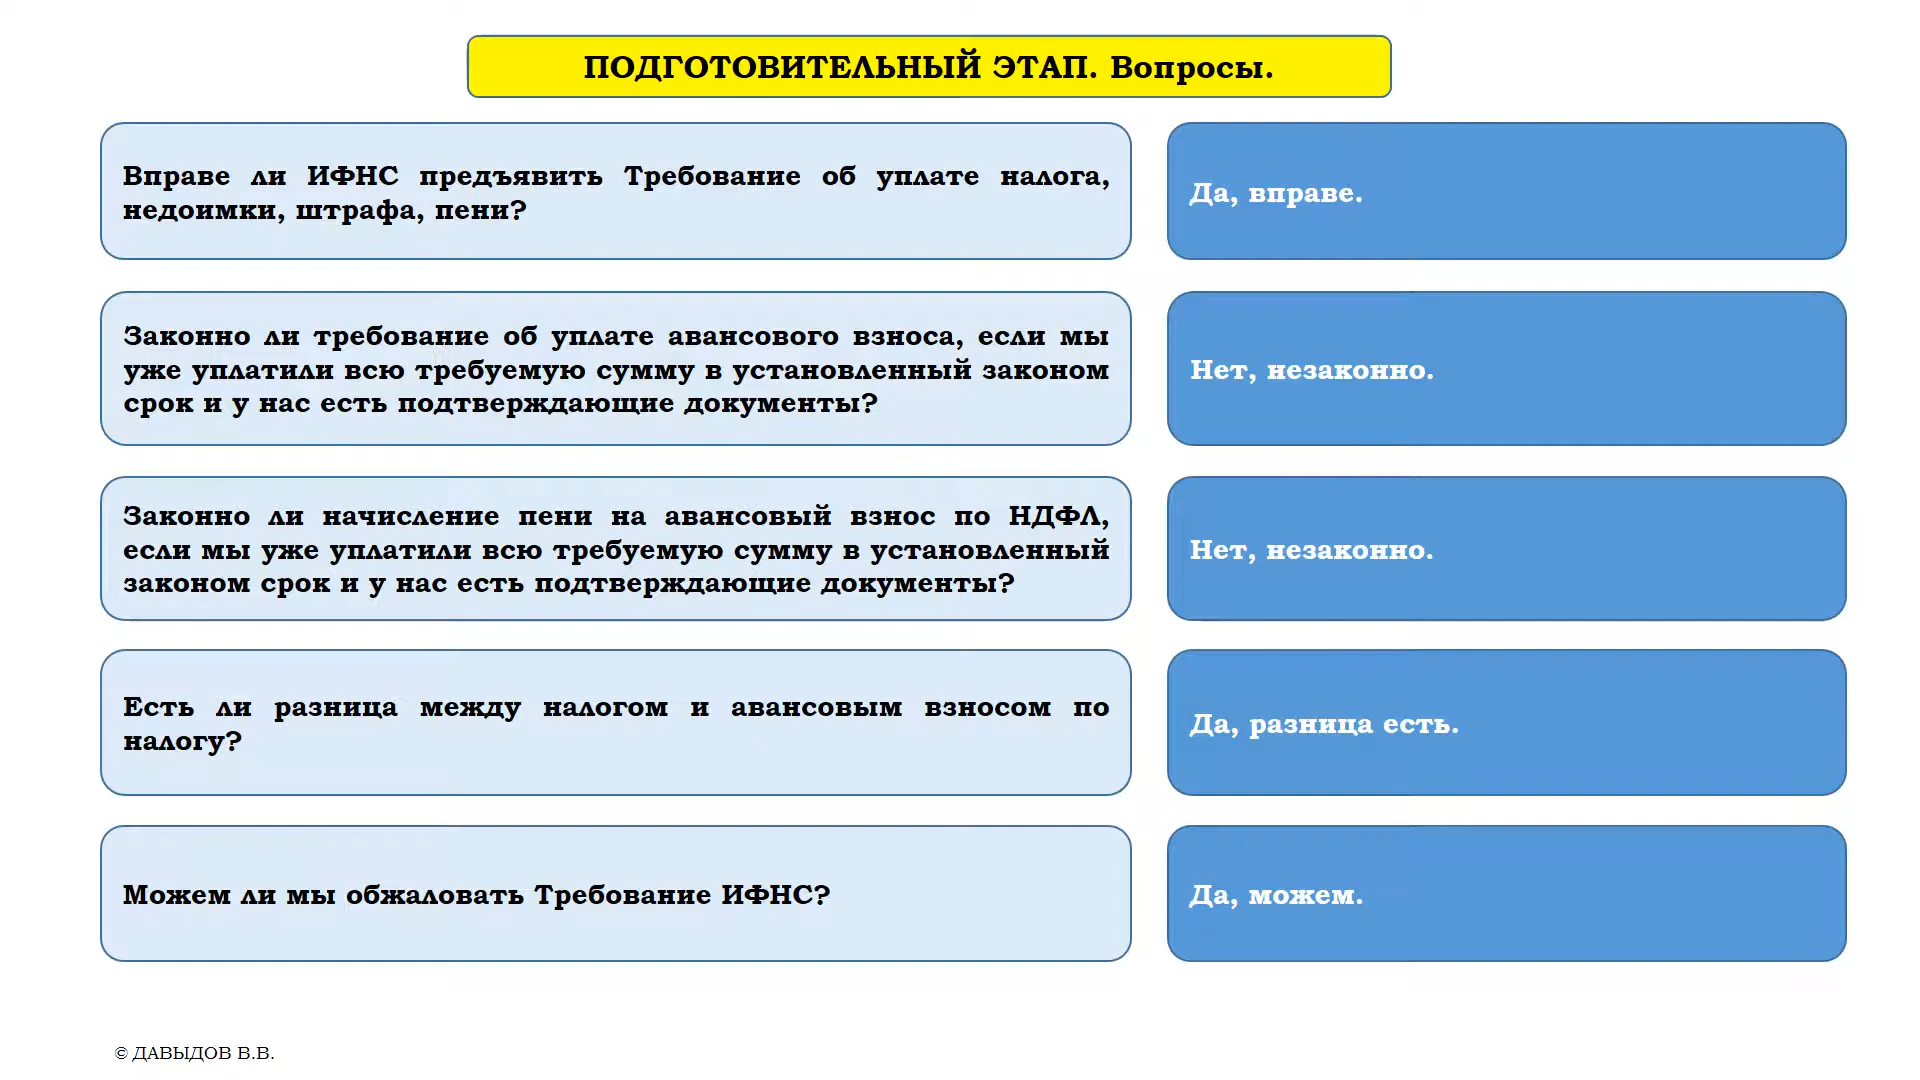 ПОДГОТОВИТЕЛЬНЫЙ ЭТАП. Вопросы.
Вправе ли ИФНС предъявить Требование об уплате налога,
недоимки, штрафа, пени?
Да, вправе.
Законно ли требование об уплате авансового взноса, если мы
уже уплатили всю требуемую сумму в установленный законом
срок и у нас есть подтверждающие документы?
Нет, незаконно.
Законно ли начисление пени на авансовый взнос по НДФЛ,
если мы уже уплатили всю требуемую сумму в установленный
законом срок и у нас есть подтверждающие документы?
Нет, незаконно.
Есть ли разница между налогом и авансовым взносом по
налогу?
Да, разница есть.
Можем ли мы обжаловать Требование ИФНС?
Да, можем.
© ДАВЫДОВ В.В.